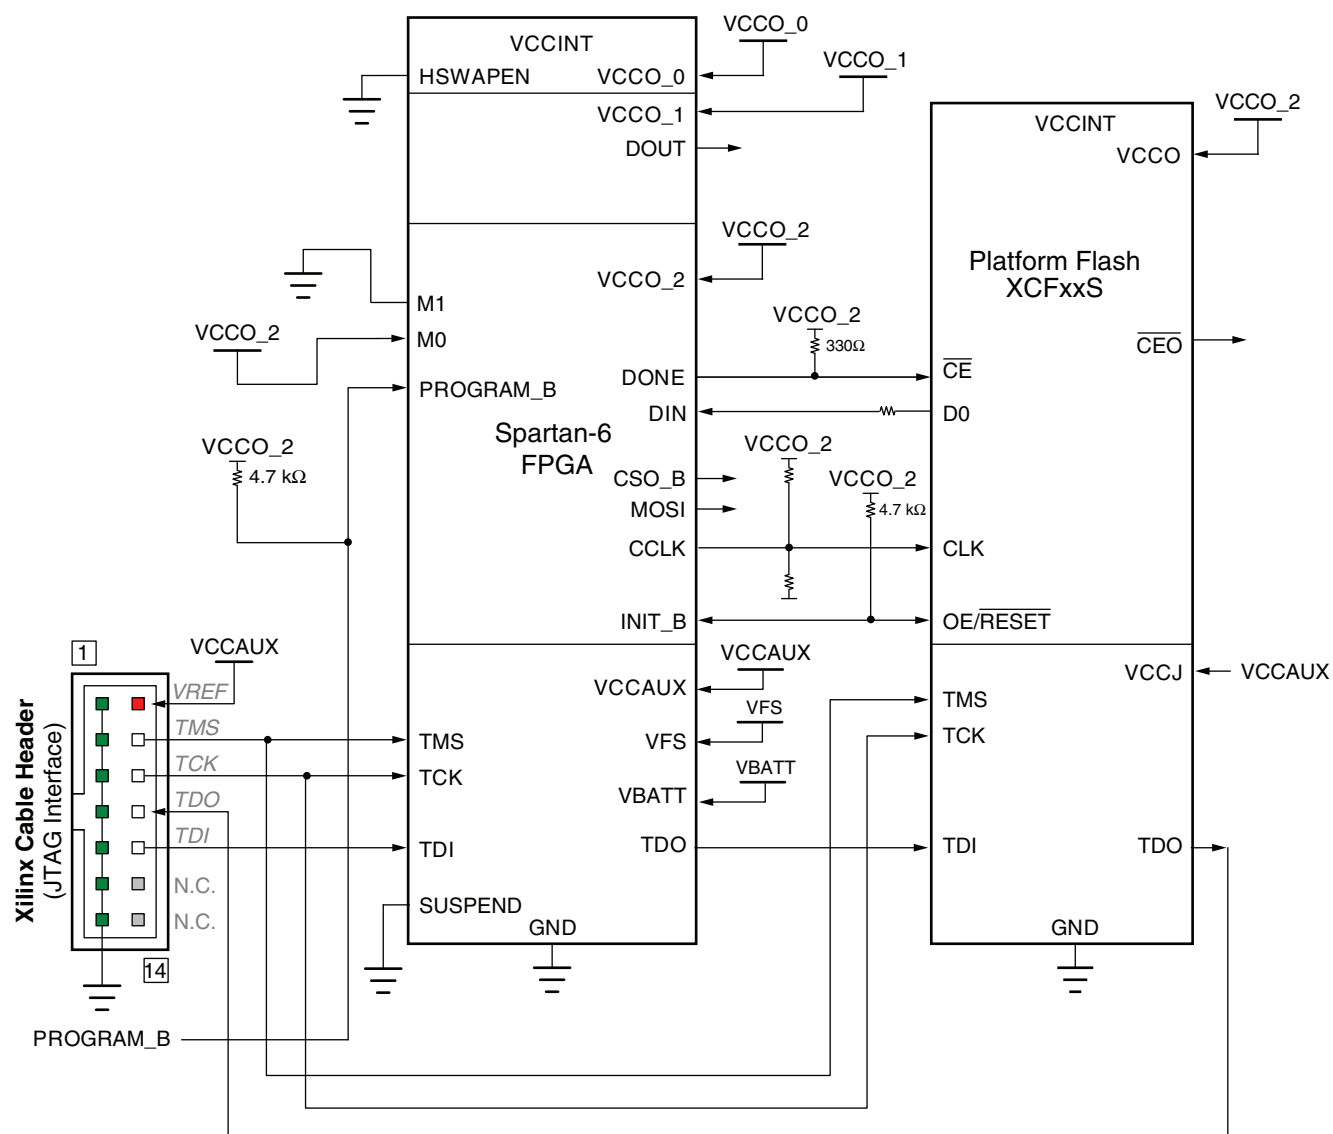 VCCO_0
VCCINT
HSWAPEN
VCCO_0
VCCO_1
VCCO_1
DOUT
VCCINT
VCCO_2
VCCO
VCCO_2
VCCO_2
Platform Flash
XCFxxS
M1
VCCO_2
M0
VCCO_2
330Ω
CEO
DONE
CE
PROGRAM_B
DIN
D0
Spartan-6
FPGA
VCCO_2
4.7 kΩ
VCCO_2
VCCO_2
4.7 kΩ
CSO_B
MOSI
CCLK
CLK
INIT_B
OE/RESET
1
VCCAUX
VCCAUX
VCCAUX
VCCJ
VCCAUX
VREF
TMS
TCK
TDO
TDI
N.C.
N.C.
Xilinx Cable Header
(JTAG Interface)
14
TMS
TCK
TDI
SUSPEND
VFS
VFS
VBATT
VBATT
TDO
GND
TMS
TCK
TDI
TDO
GND
PROGRAM_B